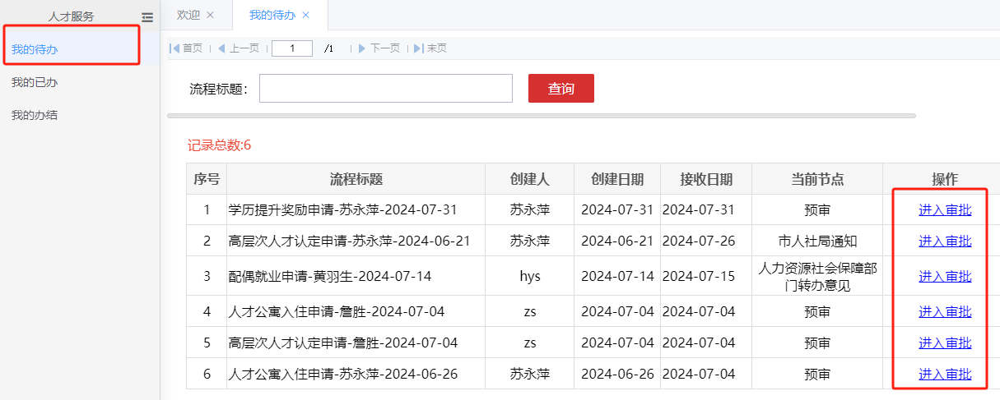 人才服务
我的待办
我的已办
我的办结
欢迎 ×
我的待办 ×
首页 上一页 1 /1 下一页 末页
流程标题： 查询
记录总数:6
序号 流程标题 创建人 创建日期 接收日期 当前节点 操作
1 学历提升奖励申请-苏永萍-2024-07-31 苏永萍 2024-07-31 2024-07-31 预审 进入审批
2 高层次人才认定申请-苏永萍-2024-06-21 苏永萍 2024-06-21 2024-07-26 市人社局通知 进入审批
3 配偶就业申请-黄羽生-2024-07-14 hys 2024-07-14 2024-07-15 人力资源社会保障部 进入审批
门转办意见
4 人才公寓入住申请-詹胜-2024-07-04 zs 2024-07-04 2024-07-04 预审 进入审批
5 高层次人才认定申请-詹胜-2024-07-04 zs 2024-07-04 2024-07-04 预审 进入审批
6 人才公寓入住申请-苏永萍-2024-06-26 苏永萍 2024-06-26 2024-07-04 预审 进入审批